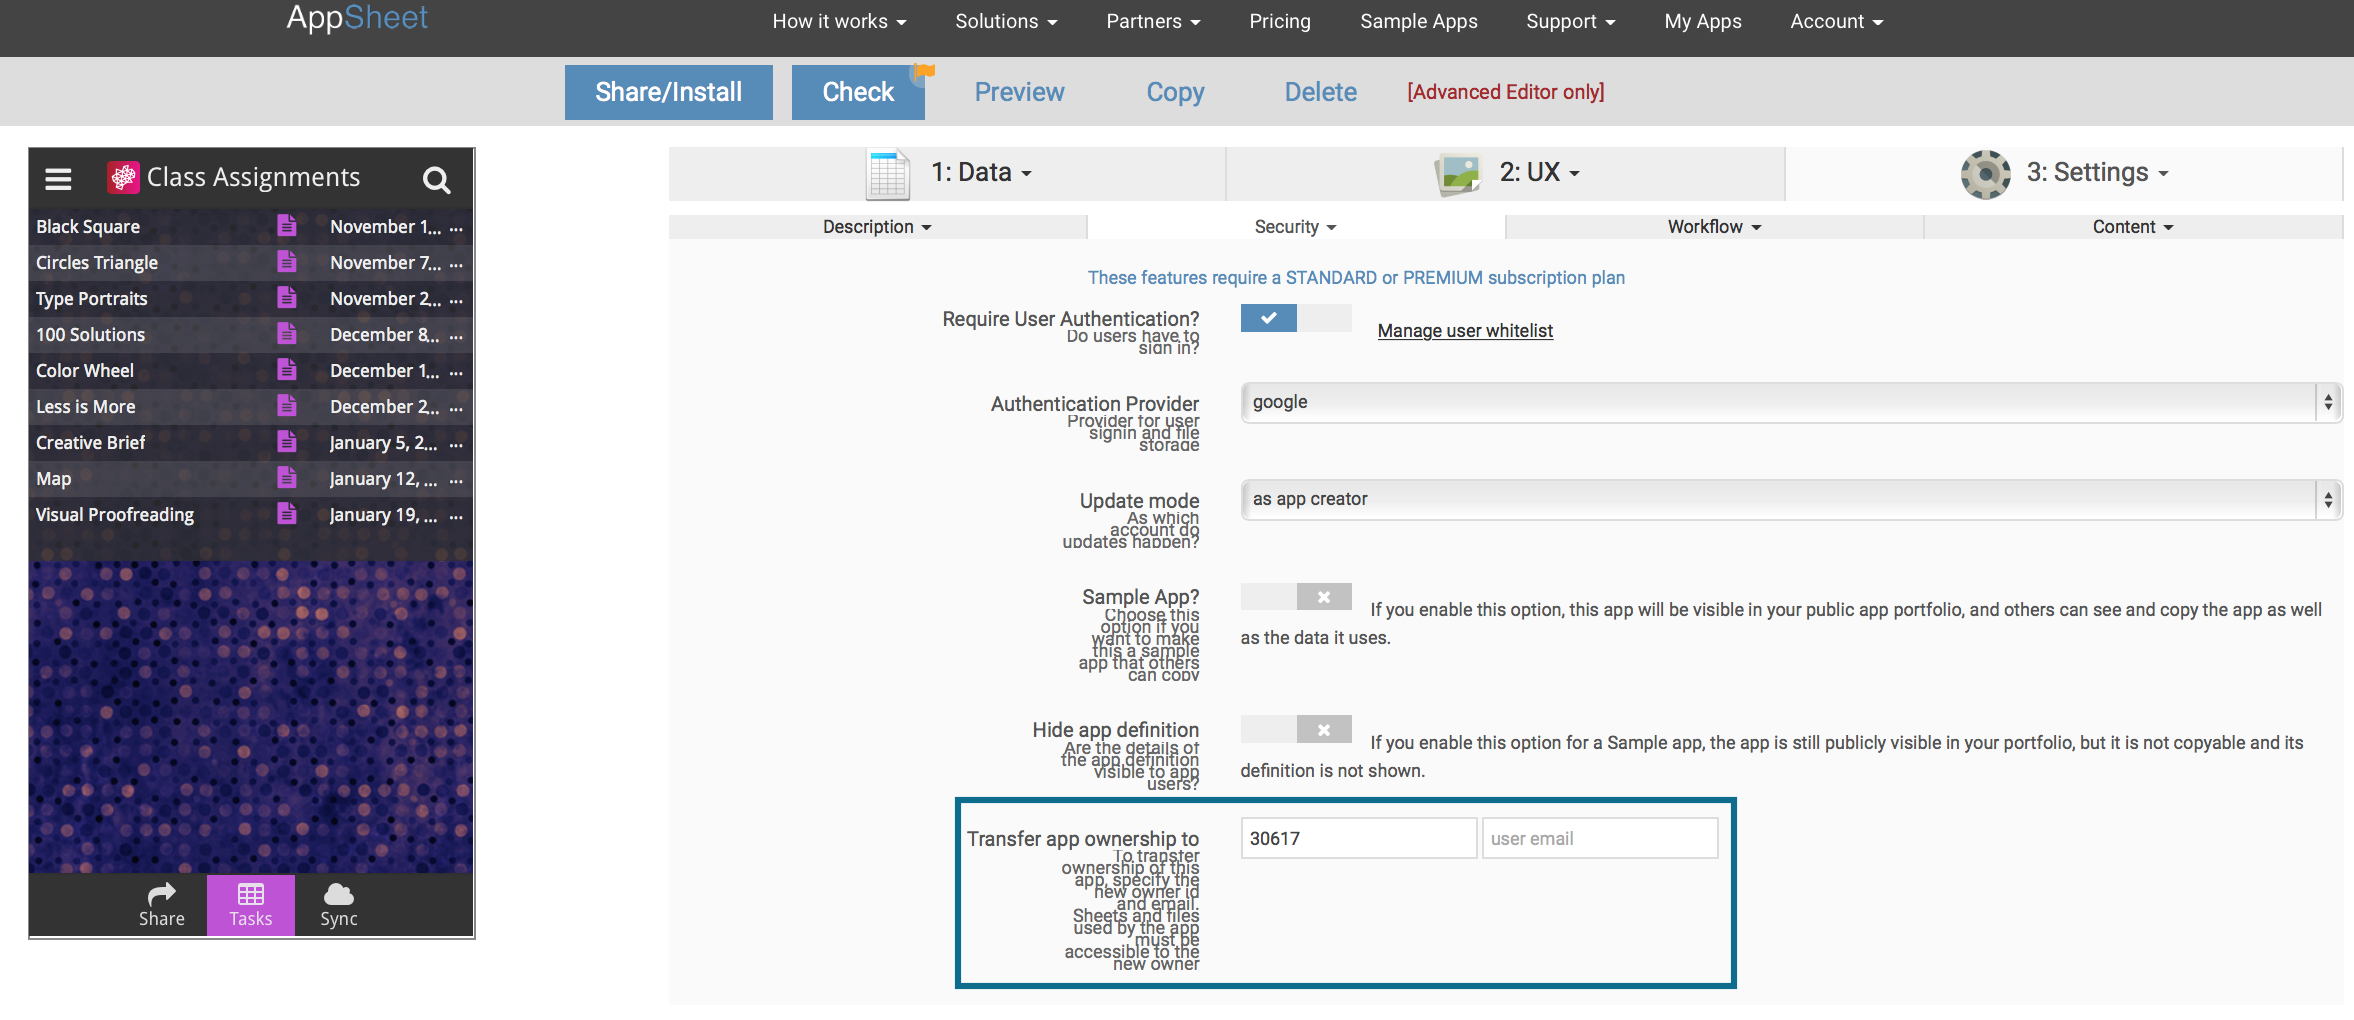 AppSheet
How it works
Solutions
Partners
Pricing
Sample Apps
Support
My Apps
Account
Share/Install
Check
Preview
Copy
Delete
[Advanced Editor only]
Class Assignments
Black Square November 1... ...
Circles Triangle November 7... ...
Type Portraits November 2... ...
100 Solutions December 8... ...
Color Wheel December 1... ...
Less is More December 2... ...
Creative Brief January 5, 2... ...
Map January 12, ... ...
Visual Proofreading January 19, ... ...
Share
Tasks
Sync
1: Data
2: UX
3: Settings
Description
Security
Workflow
Content
These features require a STANDARD or PREMIUM subscription plan
Require User Authentication?
Do users have to
sign in?
Manage user whitelist
Authentication Provider
Provider for user
signin and file
storage
google
Update mode
As which
account do
updates happen?
as app creator
Sample App?
Choose this
option if you
want to make
this a sample
app that others
can copy
If you enable this option, this app will be visible in your public app portfolio, and others can see and copy the app as well
as the data it uses.
Hide app definition
Are the details of
the app definition
visible to app
users?
If you enable this option for a Sample app, the app is still publicly visible in your portfolio, but it is not copyable and its
definition is not shown.
Transfer app ownership to
To transfer
ownership of this
app, specify the
new owner id
and email.
Sheets and files
used by the app
must be
accessible to the
new owner
30617
user email